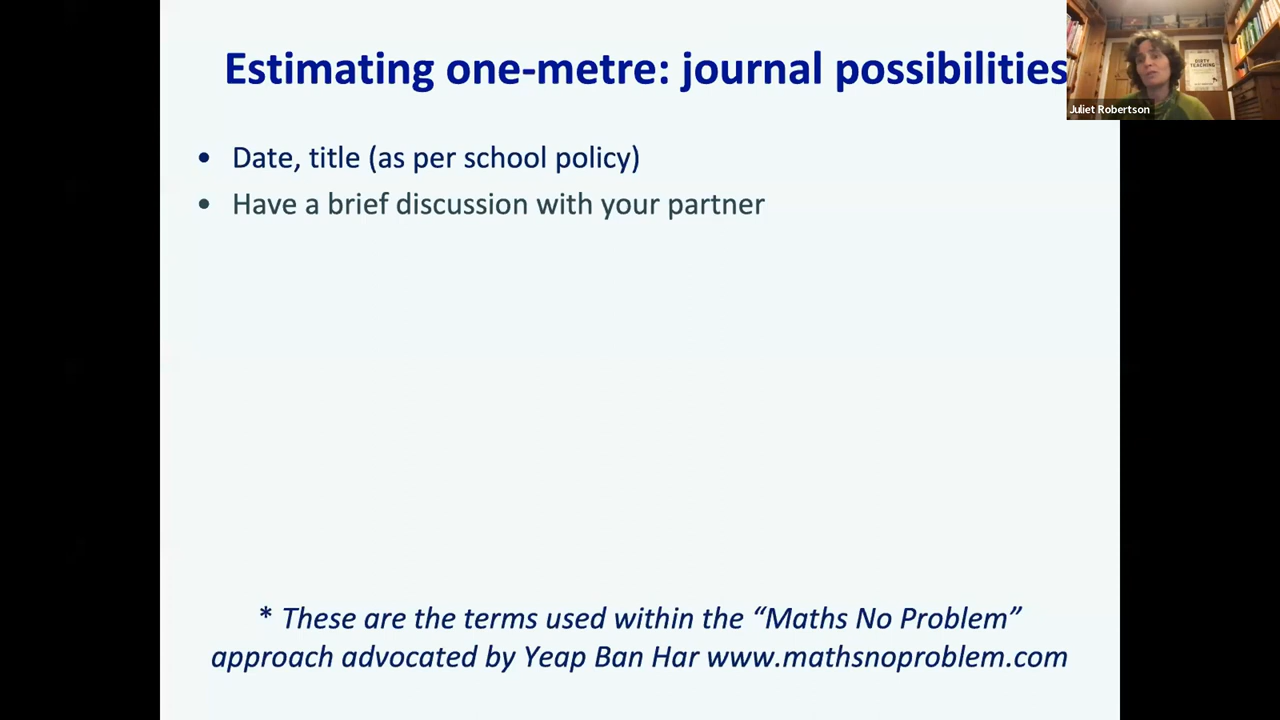 Estimating one-metre: journal possibilities
Juliet Robertson
• Date, title (as per school policy)
• Have a brief discussion with your partner
* These are the terms used within the “Maths No Problem”
approach advocated by Yeap Ban Har www.mathsnoproblem.com
DIRTY
TEACHING